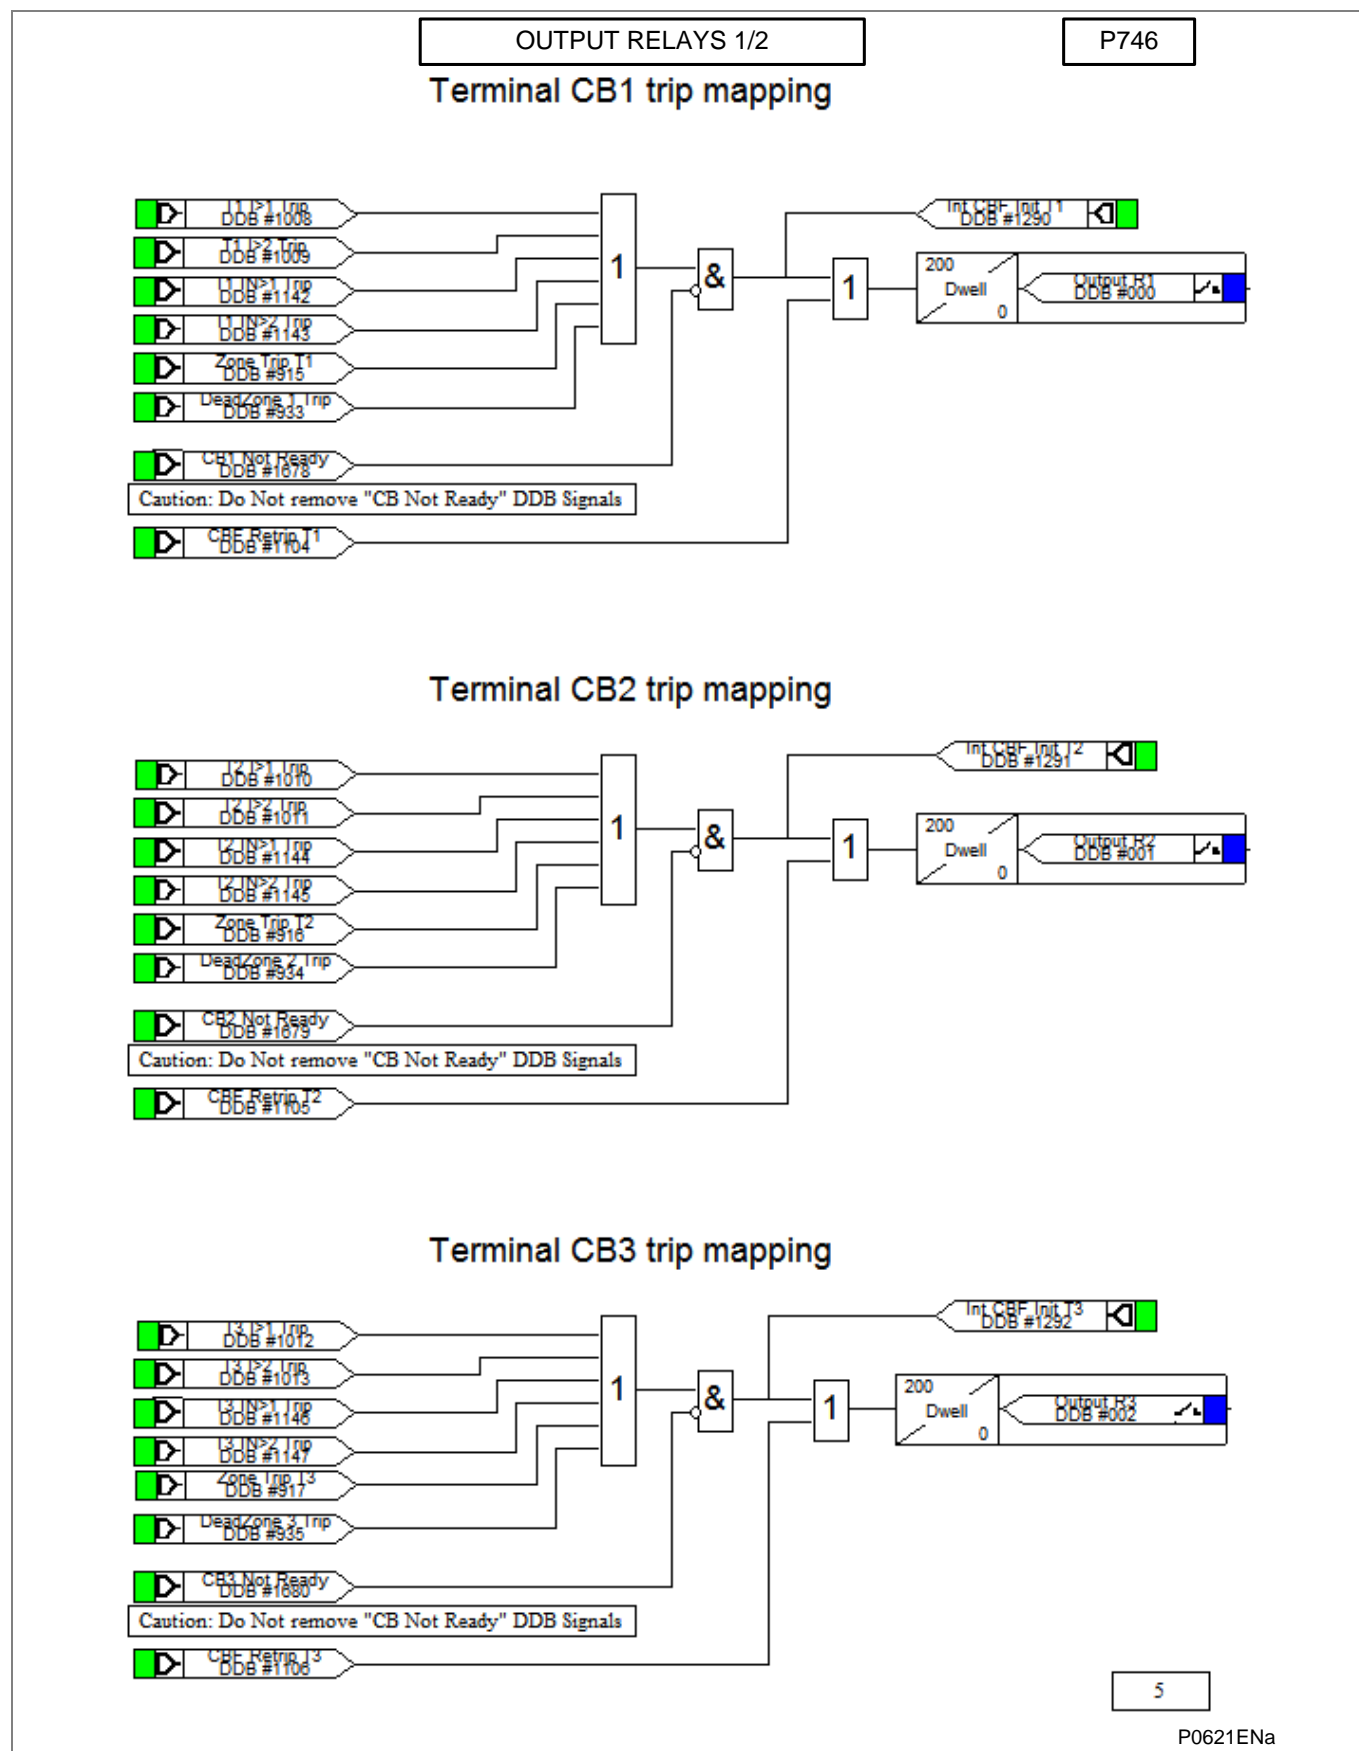 OUTPUT RELAYS 1/2
P746
Terminal CB1 trip mapping
T1 I>1 Trip
DDB #1008
T1 I>2 Trip
DDB #1009
T1 IN>1 Trip
DDB #1142
T1 IN>2 Trip
DDB #1143
Zone Trip T1
DDB #915
DeadZone 1 Trip
DDB #933
CB1 Not Ready
DDB #1678
Caution: Do Not remove "CB Not Ready" DDB Signals
CBF Retrip T1
DDB #1104
1
&
1
Int CBF Init T1
DDB #1290
200
Dwell
0
Output R1
DDB #000
Terminal CB2 trip mapping
T2 I>1 Trip
DDB #1010
T2 I>2 Trip
DDB #1011
T2 IN>1 Trip
DDB #1144
T2 IN>2 Trip
DDB #1145
Zone Trip T2
DDB #916
DeadZone 2 Trip
DDB #934
CB2 Not Ready
DDB #1679
Caution: Do Not remove "CB Not Ready" DDB Signals
CBF Retrip T2
DDB #1105
1
&
1
Int CBF Init T2
DDB #1291
200
Dwell
0
Output R2
DDB #001
Terminal CB3 trip mapping
T3 I>1 Trip
DDB #1012
T3 I>2 Trip
DDB #1013
T3 IN>1 Trip
DDB #1146
T3 IN>2 Trip
DDB #1147
Zone Trip T3
DDB #917
DeadZone 3 Trip
DDB #935
CB3 Not Ready
DDB #1680
Caution: Do Not remove "CB Not Ready" DDB Signals
CBF Retrip T3
DDB #1106
1
&
1
Int CBF Init T3
DDB #1292
200
Dwell
0
Output R3
DDB #002
5
P0621ENa